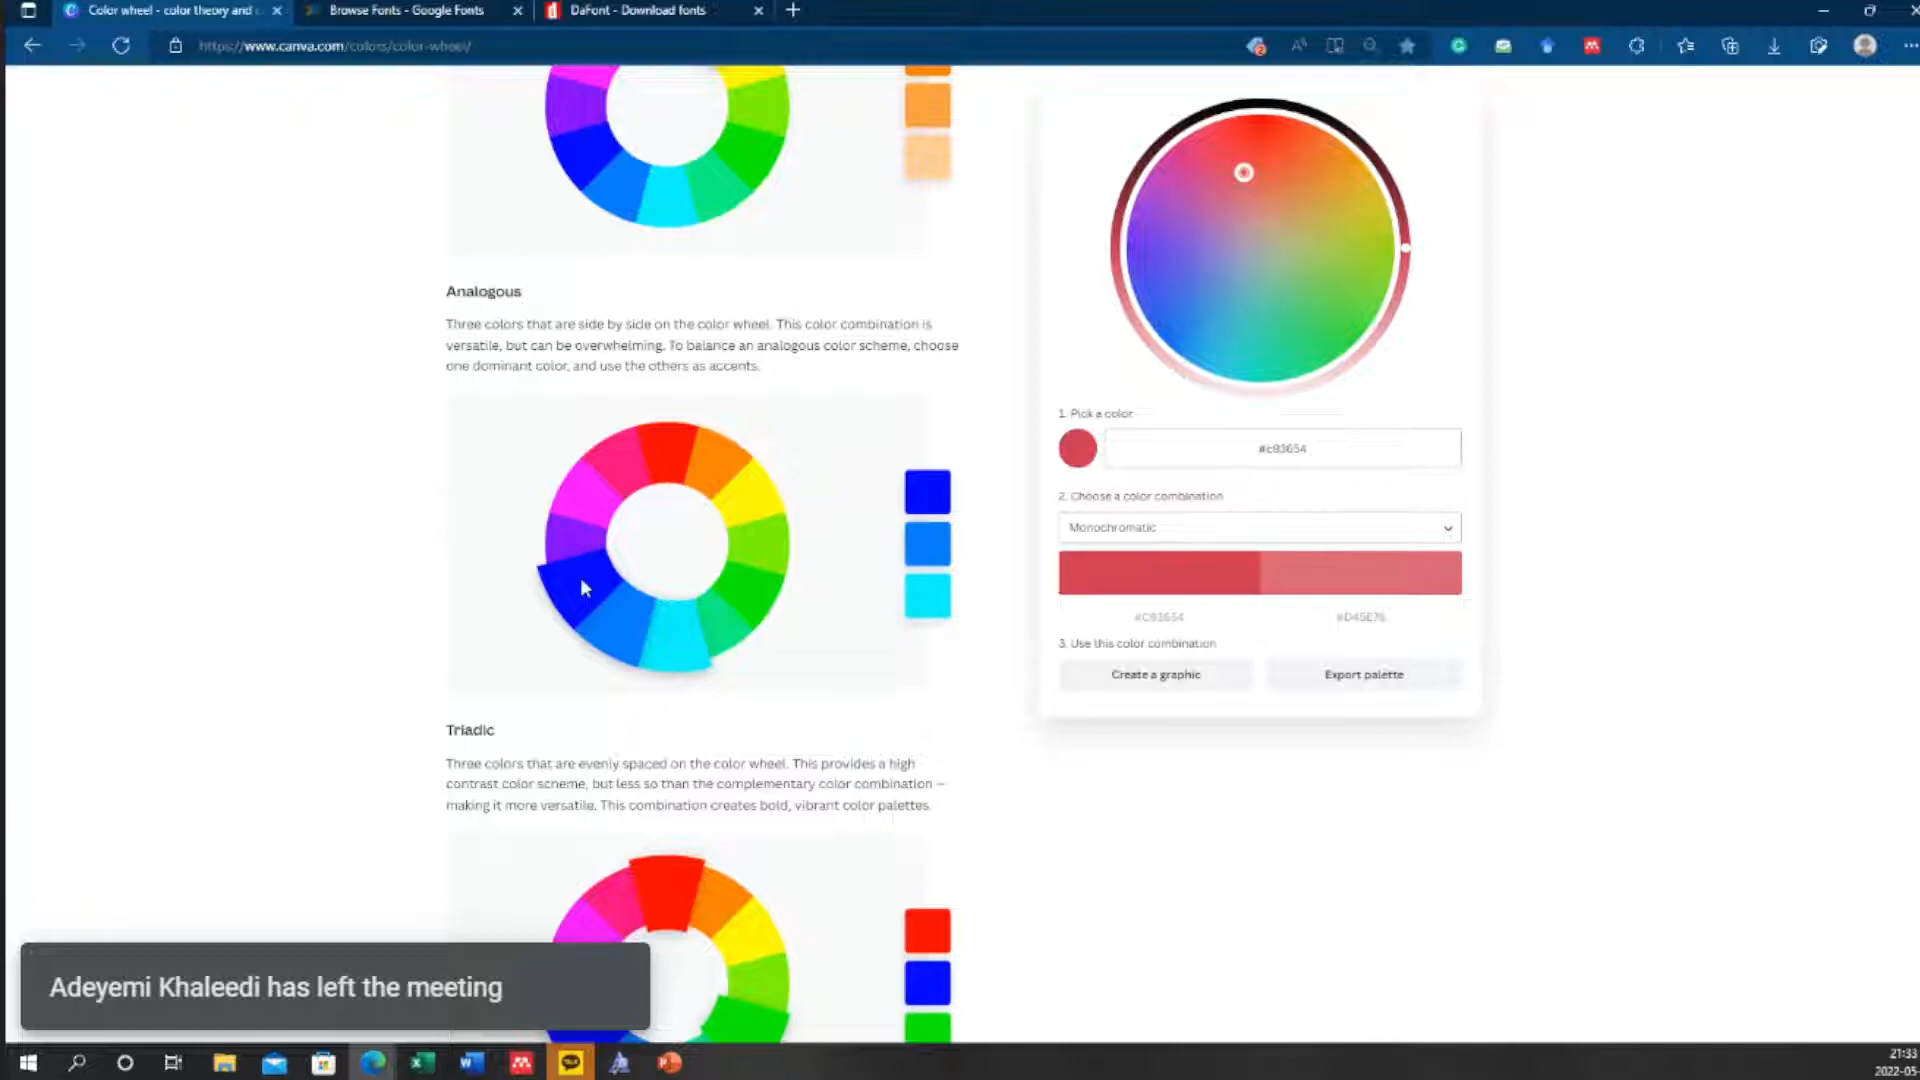 Color wheel - color theory and c
Browse Fonts - Google Fonts
DaFont - Download fonts
https://www.canva.com/colors/color-wheel/
Analogous
Three colors that are side by side on the color wheel. This color combination is
versatile, but can be overwhelming. To balance an analogous color scheme, choose
one dominant color, and use the others as accents.
Triadic
Three colors that are evenly spaced on the color wheel. This provides a high
contrast color scheme, but less so than the complementary color combination —
making it more versatile. This combination creates bold, vibrant color palettes.
1. Pick a color
#c93654
2. Choose a color combination
Monochromatic
#C93654
#D45E76
3. Use this color combination
Create a graphic
Export palette
Adeyemi Khaleedi has left the meeting
21:33
2022-05-